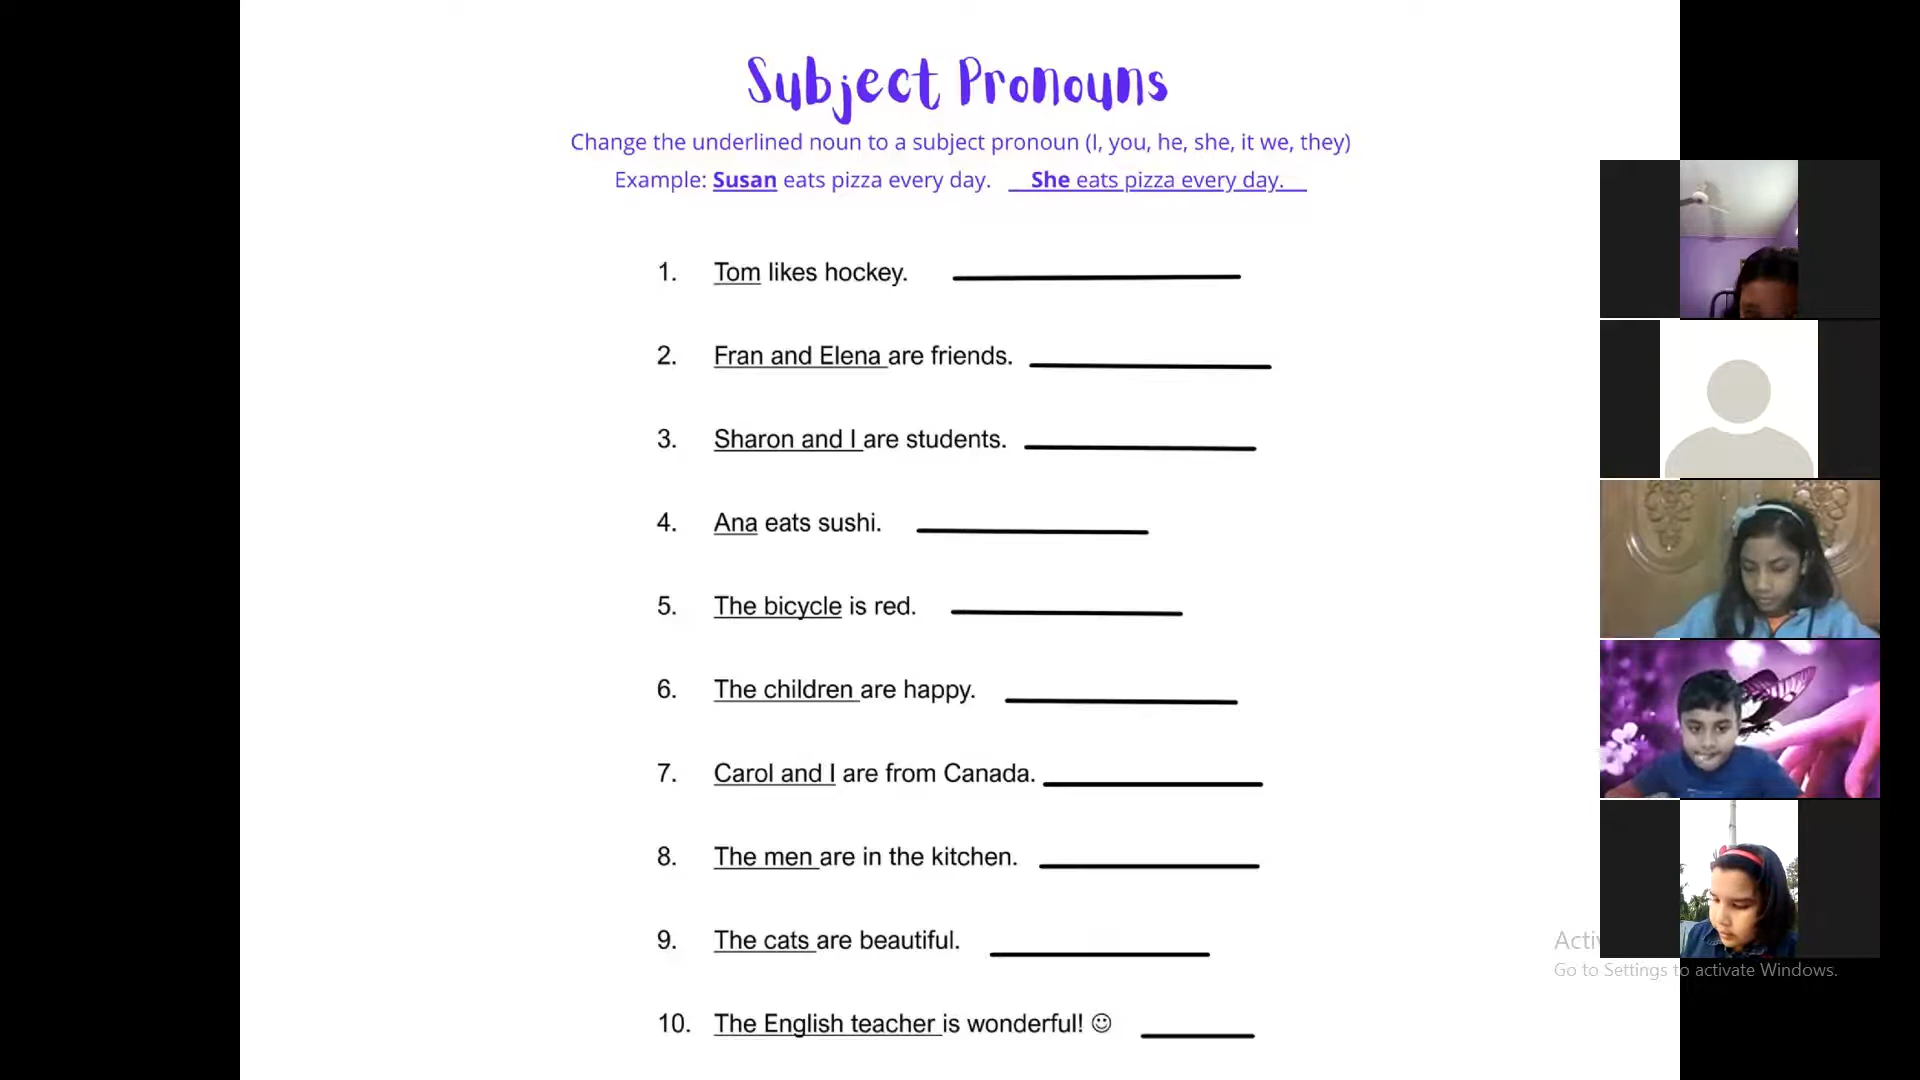 Subject Pronouns
Change the underlined noun to a subject pronoun (I, you, he, she, it we, they)
Example: Susan eats pizza every day. __She eats pizza every day.__
1. Tom likes hockey.
2. Fran and Elena are friends.
3. Sharon and I are students.
4. Ana eats sushi.
5. The bicycle is red.
6. The children are happy.
7. Carol and I are from Canada.
8. The men are in the kitchen.
9. The cats are beautiful.
10. The English teacher is wonderful! ☺
Go to Settings to activate Windows.